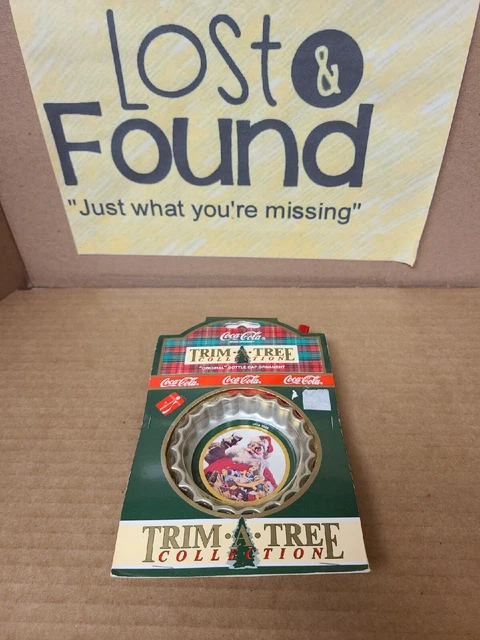 Lost &
Found
"Just what you're missing"
Coca-Cola
TRIM·A·TREE
COLLECTION
"ORIGINAL" BOTTLE CAP ORNAMENT
Coca-Cola Coca-Cola Coca-Cola
TRIM·A·TREE
COLLECTION